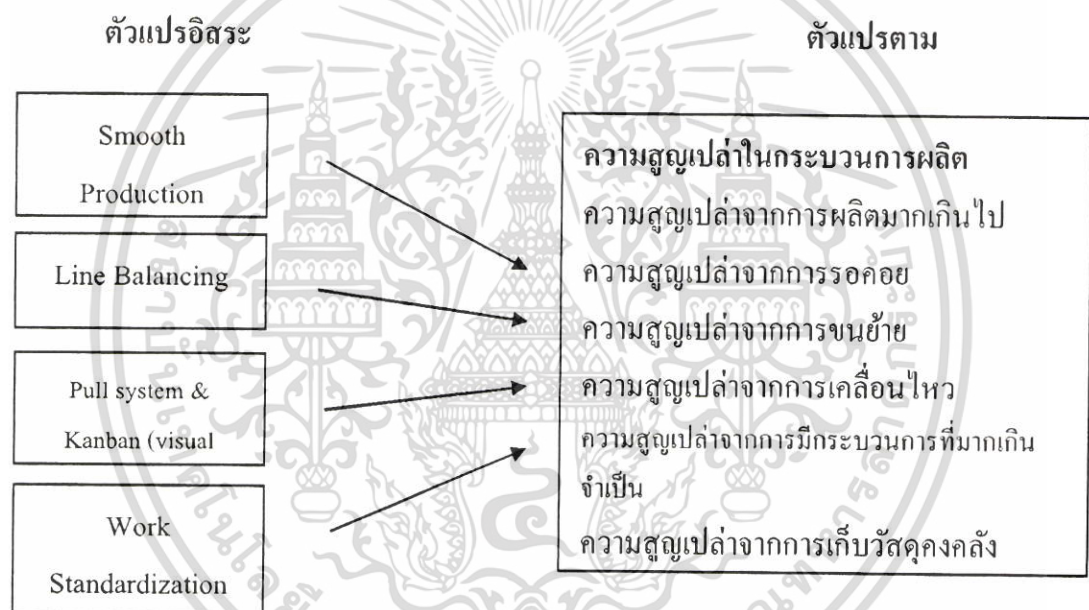 ตัวแปรอิสระ
ตัวแปรตาม
Smooth
Production
Line Balancing
Pull system &
Kanban (visual
Work
Standardization
ความสูญเปล่าในกระบวนการผลิต
ความสูญเปล่าจากการผลิตมากเกินไป
ความสูญเปล่าจากการรอคอย
ความสูญเปล่าจากการขนย้าย
ความสูญเปล่าจากการเคลื่อนไหว
ความสูญเปล่าจากการมีกระบวนการที่มากเกิน
จำเป็น
ความสูญเปล่าจากการเก็บวัสดุคงคลัง